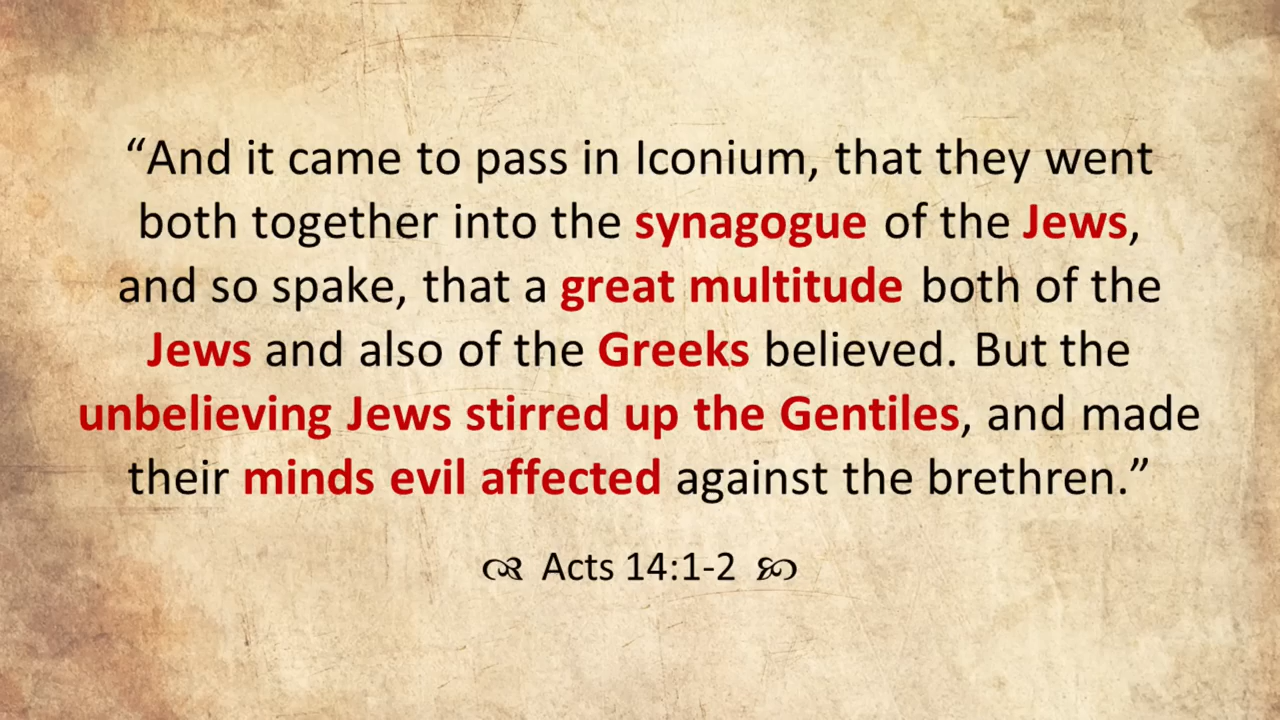 “And it came to pass in Iconium, that they went
both together into the synagogue of the Jews,
and so spake, that a great multitude both of the
Jews and also of the Greeks believed. But the
unbelieving Jews stirred up the Gentiles, and made
their minds evil affected against the brethren.”
Acts 14:1-2